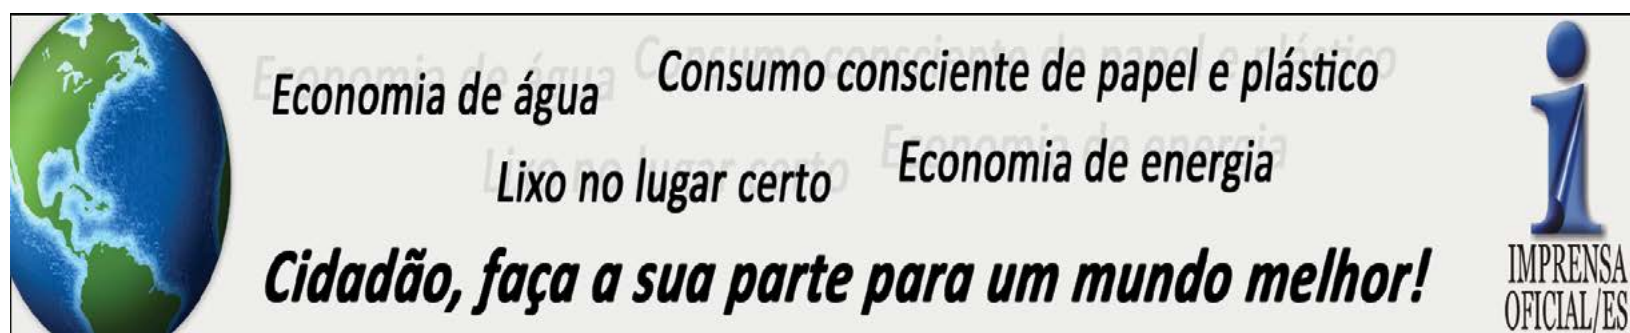 Economia de água
Consumo consciente de papel e plástico
Lixo no lugar certo
Economia de energia
Cidadão, faça a sua parte para um mundo melhor!
IMPRENSA
OFICIAL/ES